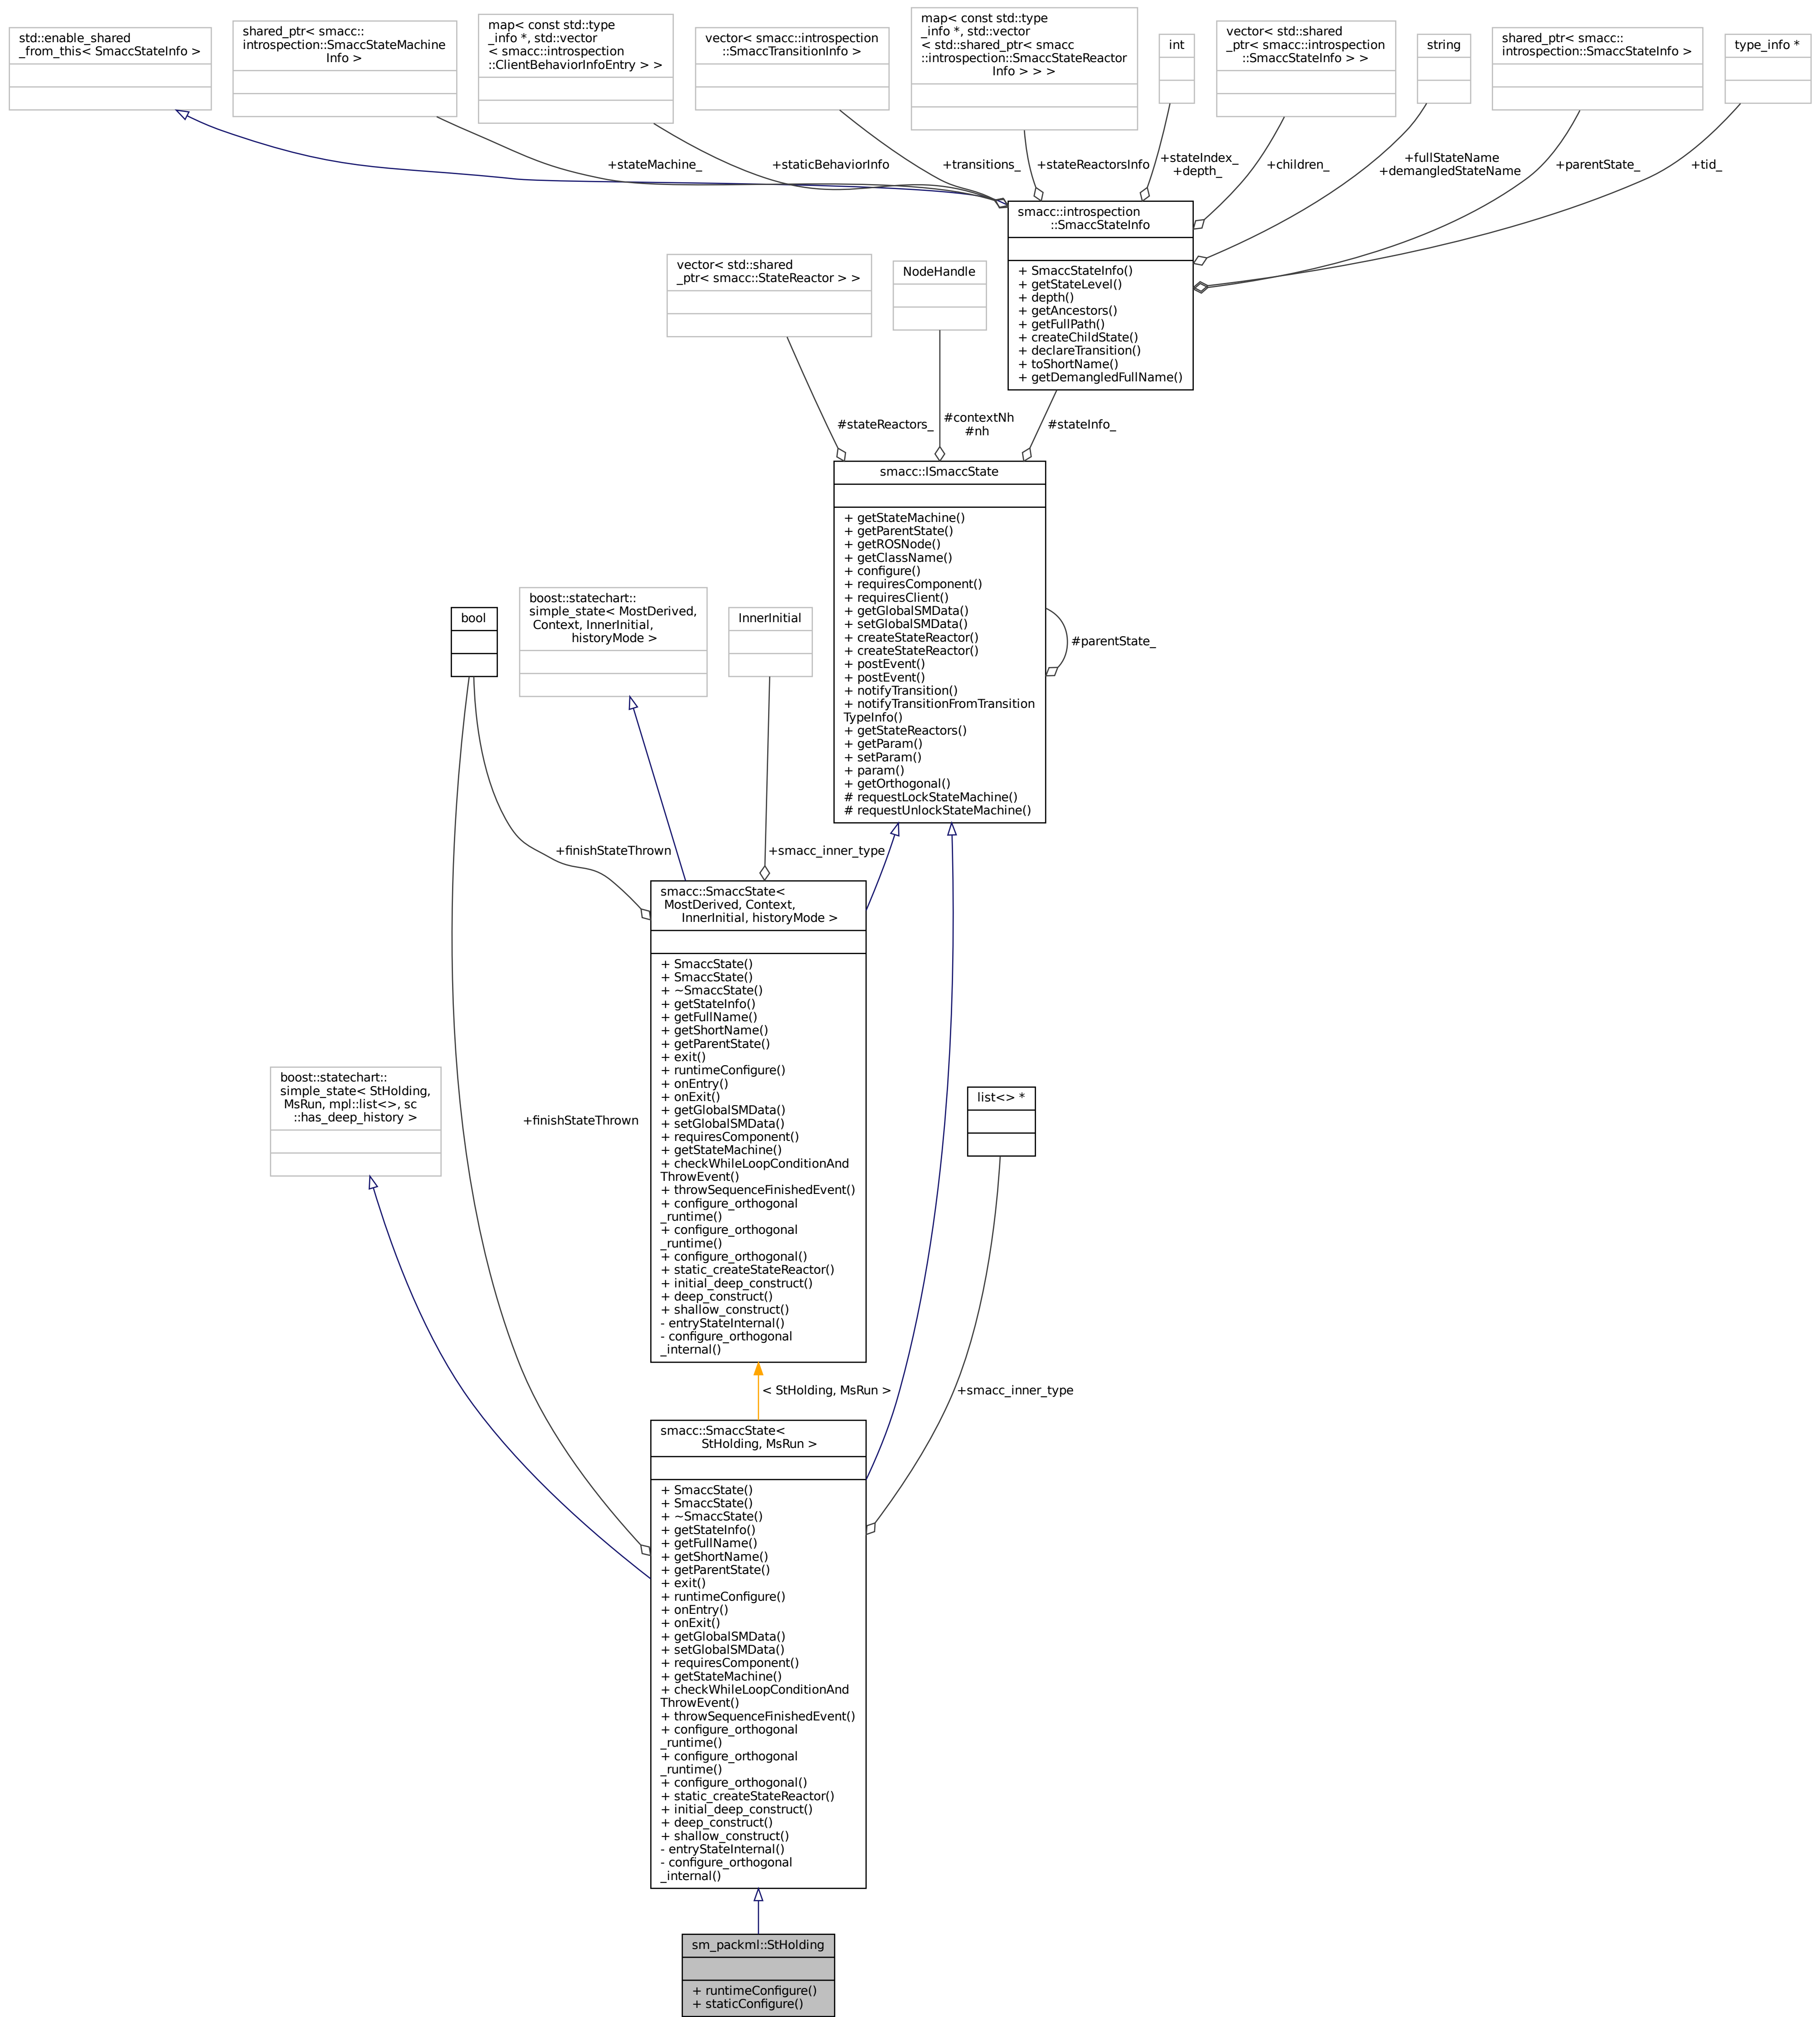 std::enable_shared
_from_this< SmaccStateInfo >
shared_ptr< smacc::
introspection::SmaccStateMachine
Info >
map< const std::type
_info *, std::vector
< smacc::introspection
::ClientBehaviorInfoEntry > >
vector< smacc::introspection
::SmaccTransitionInfo >
map< const std::type
_info *, std::vector
< std::shared_ptr< smacc
::introspection::SmaccStateReactor
Info > > >
int
vector< std::shared
_ptr< smacc::introspection
::SmaccStateInfo > >
string
shared_ptr< smacc::
introspection::SmaccStateInfo >
type_info *
+stateMachine_
+staticBehaviorInfo
+transitions_
+stateReactorsInfo
+stateIndex_
+depth_
+children_
+fullStateName
+demangledStateName
+parentState_
+tid_
smacc::introspection
::SmaccStateInfo
+ SmaccStateInfo()
+ getStateLevel()
+ depth()
+ getAncestors()
+ getFullPath()
+ createChildState()
+ declareTransition()
+ toShortName()
+ getDemangledFullName()
vector< std::shared
_ptr< smacc::StateReactor > >
NodeHandle
#stateReactors_
#contextNh
#nh
#stateInfo_
smacc::ISmaccState
+ getStateMachine()
+ getParentState()
+ getROSNode()
+ getClassName()
+ configure()
+ requiresComponent()
+ requiresClient()
+ getGlobalSMData()
+ setGlobalSMData()
+ createStateReactor()
+ createStateReactor()
+ postEvent()
+ postEvent()
+ notifyTransition()
+ notifyTransitionFromTransition
TypeInfo()
+ getStateReactors()
+ getParam()
+ setParam()
+ param()
+ getOrthogonal()
# requestLockStateMachine()
# requestUnlockStateMachine()
#parentState_
bool
boost::statechart::
simple_state< MostDerived,
Context, InnerInitial,
historyMode >
InnerInitial
+finishStateThrown
+smacc_inner_type
smacc::SmaccState<
MostDerived, Context,
InnerInitial, historyMode >
+ SmaccState()
+ SmaccState()
+ ~SmaccState()
+ getStateInfo()
+ getFullName()
+ getShortName()
+ getParentState()
+ exit()
+ runtimeConfigure()
+ onEntry()
+ onExit()
+ getGlobalSMData()
+ setGlobalSMData()
+ requiresComponent()
+ getStateMachine()
+ checkWhileLoopConditionAnd
ThrowEvent()
+ throwSequenceFinishedEvent()
+ configure_orthogonal
_runtime()
+ configure_orthogonal
_runtime()
+ configure_orthogonal()
+ static_createStateReactor()
+ initial_deep_construct()
+ deep_construct()
+ shallow_construct()
- entryStateInternal()
- configure_orthogonal
_internal()
boost::statechart::
simple_state< StHolding,
MsRun, mpl::list<>, sc
::has_deep_history >
+finishStateThrown
list<> *
< StHolding, MsRun >
+smacc_inner_type
smacc::SmaccState<
StHolding, MsRun >
+ SmaccState()
+ SmaccState()
+ ~SmaccState()
+ getStateInfo()
+ getFullName()
+ getShortName()
+ getParentState()
+ exit()
+ runtimeConfigure()
+ onEntry()
+ onExit()
+ getGlobalSMData()
+ setGlobalSMData()
+ requiresComponent()
+ getStateMachine()
+ checkWhileLoopConditionAnd
ThrowEvent()
+ throwSequenceFinishedEvent()
+ configure_orthogonal
_runtime()
+ configure_orthogonal
_runtime()
+ configure_orthogonal()
+ static_createStateReactor()
+ initial_deep_construct()
+ deep_construct()
+ shallow_construct()
- entryStateInternal()
- configure_orthogonal
_internal()
sm_packml::StHolding
+ runtimeConfigure()
+ staticConfigure()